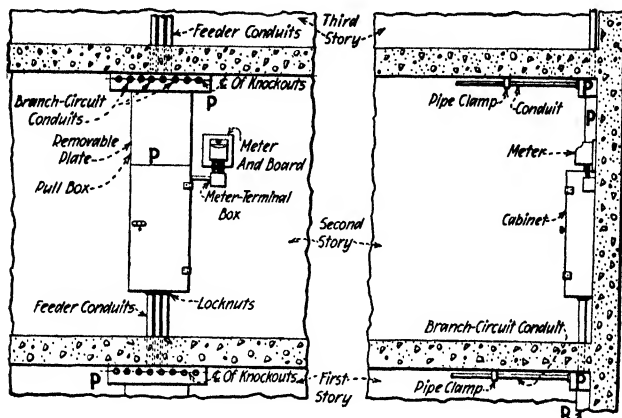 Feeder Conduits
Third
Story
Branch-Circuit
Conduits
℄ Of Knockouts
P
Removable
Plate
P
Pull Box
Meter
And Board
Meter-Terminal
Box
Second
Story
Feeder Conduits
Locknuts
P
℄ Of Knockouts
First
Story
Pipe Clamp
Conduit
P
P
Meter
Cabinet
Branch-Circuit Conduit
Pipe Clamp
P